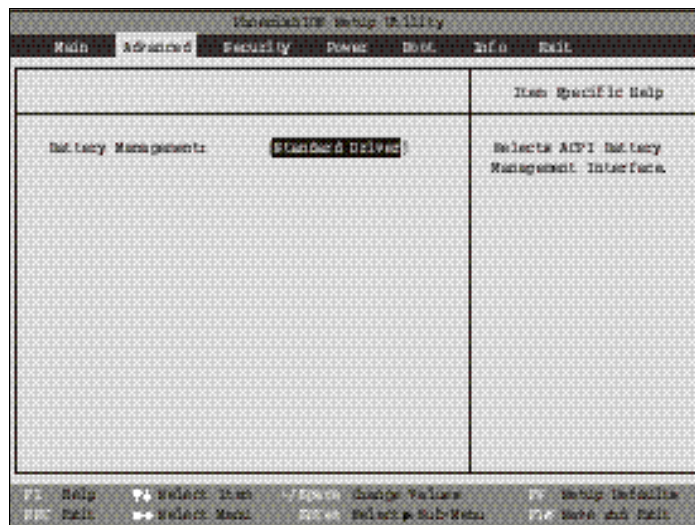 PhoenixBIOS Setup Utility
Main Advanced Security Power Boot Info Exit
Item Specific Help
Battery Management: [Standard Driver]
Selects ACPI Battery
Management Interface.
F1 Help Select Item -/Space Change Values F9 Setup Defaults
ESC Exit Select Menu Enter Select ▶ Sub-Menu F10 Save and Exit